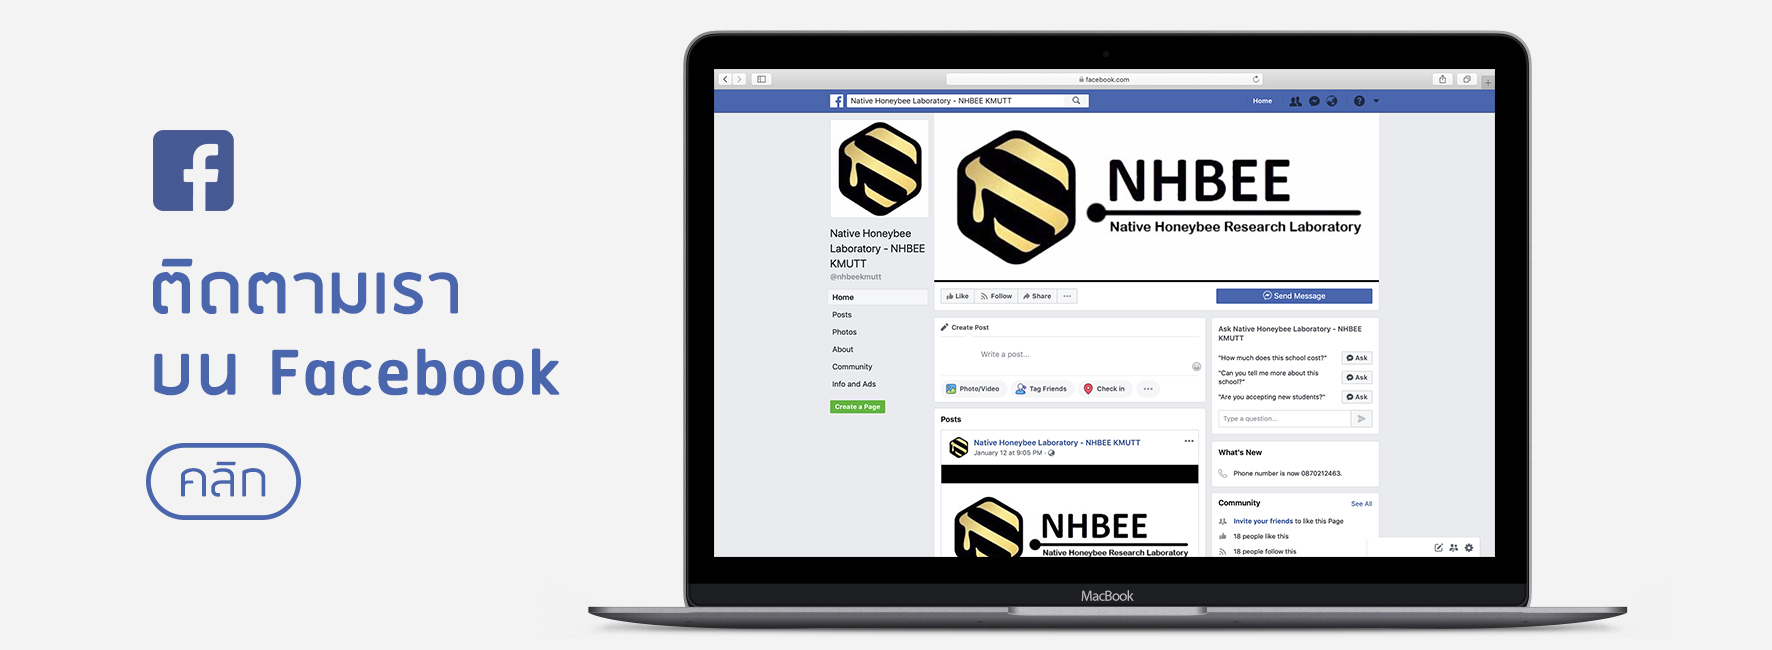 ติดตามเรา
บน Facebook
คลิก
facebook.com
Native Honeybee Laboratory - NHBEE KMUTT
Home
Native Honeybee
Laboratory - NHBEE
KMUTT
@nhbeekmutt
Home
Posts
Photos
About
Community
Info and Ads
Create a Page
NHBEE
Native Honeybee Research Laboratory
Like
Follow
Share
Send Message
Create Post
Write a post...
Photo/Video
Tag Friends
Check in
Posts
Native Honeybee Laboratory - NHBEE KMUTT
January 12 at 9:05 PM
NHBEE
Native Honeybee Research Laboratory
Ask Native Honeybee Laboratory - NHBEE
KMUTT
"How much does this school cost?"
Ask
"Can you tell me more about this
school?"
Ask
"Are you accepting new students?"
Ask
Type a question...
What's New
Phone number is now 0870212463.
Community
See All
Invite your friends to like this Page
18 people like this
18 people follow this
MacBook